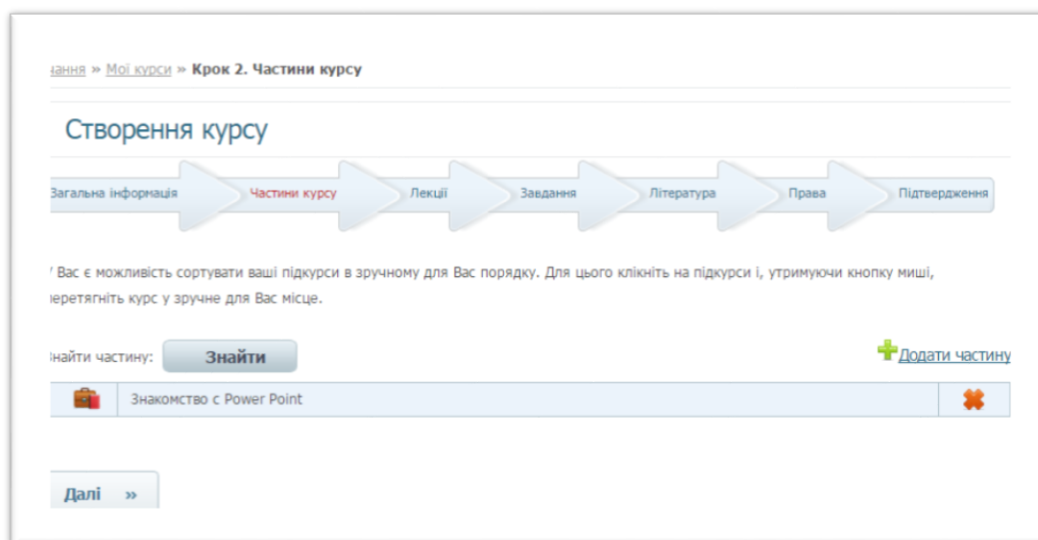 » Мої курси » Крок 2. Частини курсу
Створення курсу
Загальна інформація Частини курсу Лекції Завдання Література Права Підтвердження
Вас є можливість сортувати ваші підкурси в зручному для Вас порядку. Для цього клікніть на підкурси і, утримуючи кнопку миші,
курс у зручне для Вас місце.
частину: Знайти Додати частину
Знакомство с Power Point
Далі »